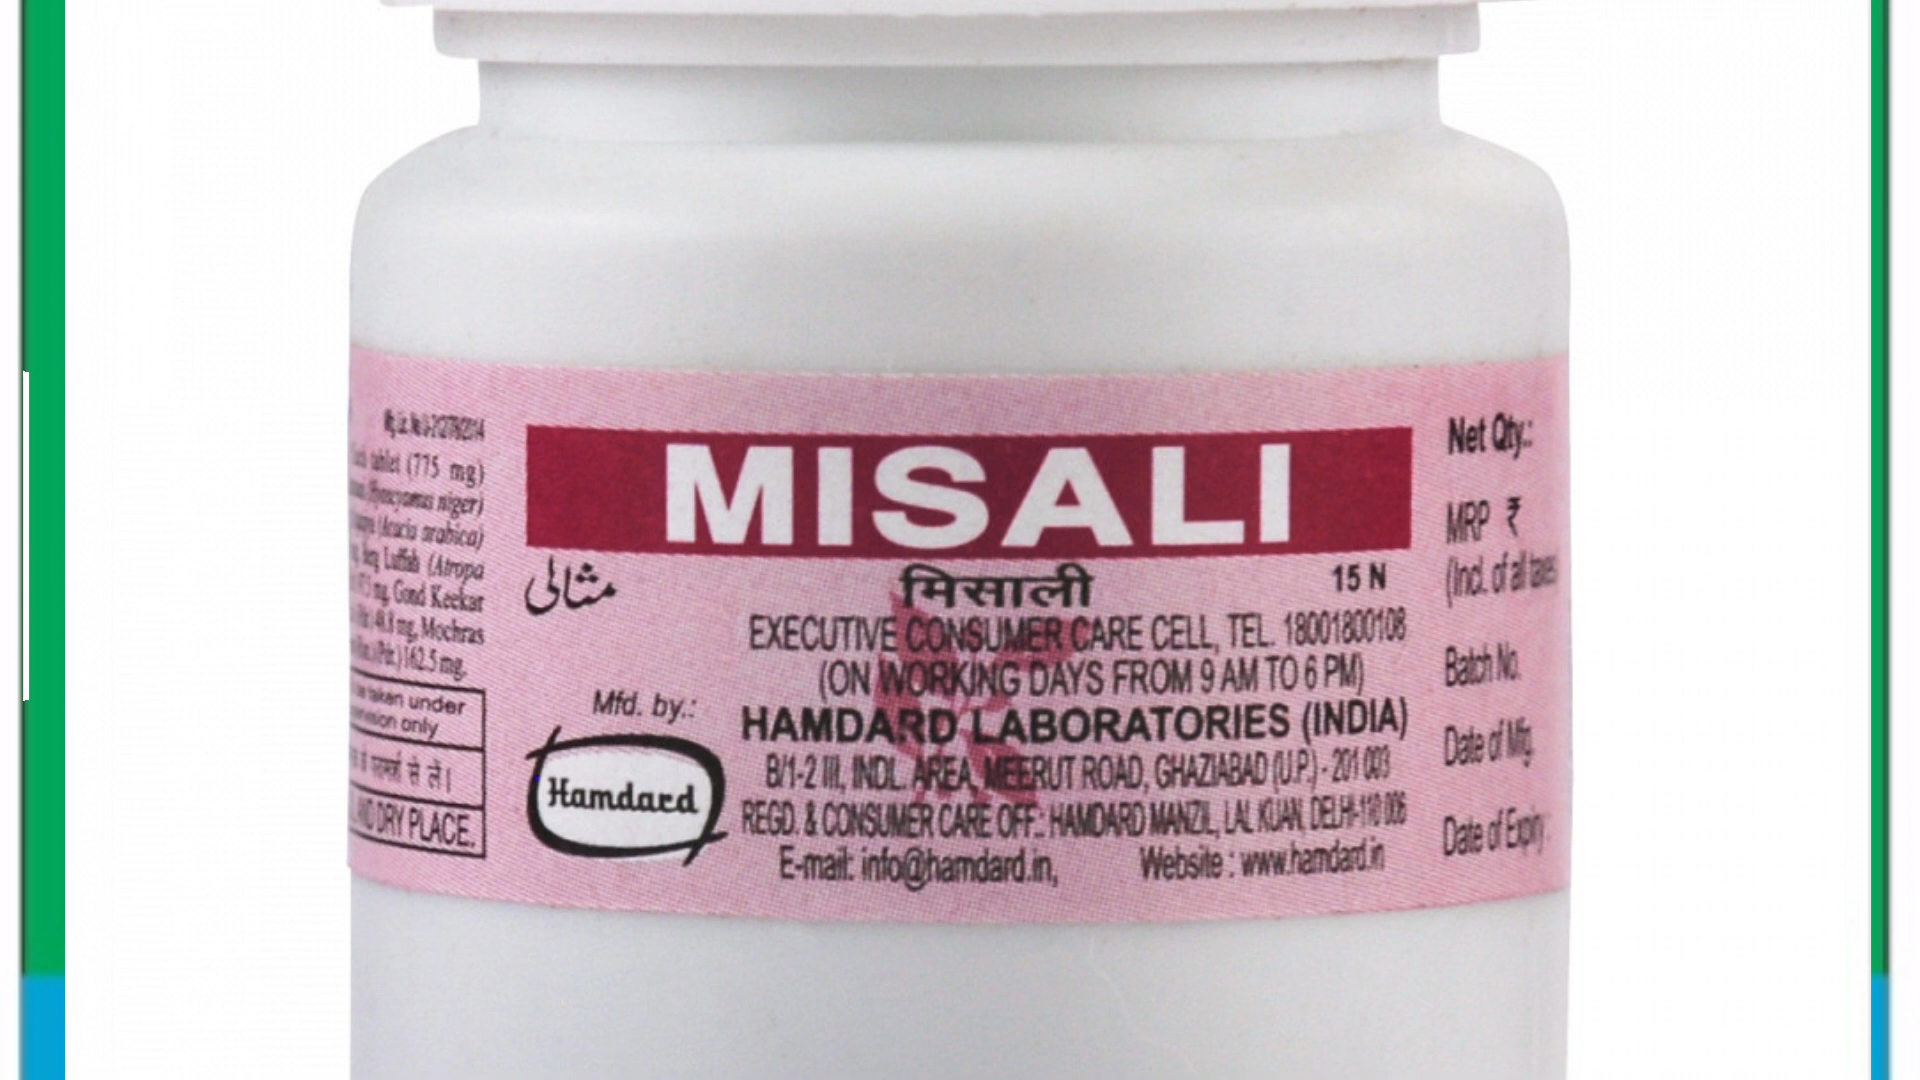 Each tablet (775 mg)
(Hyoscyamus niger)
(Acacia arabica)
Luffah (Atropa
mg, Gond Keekar
48.8 mg, Mochras
162.5 mg.
be taken under
only
से लें।
AND DRY PLACE.
MISALI
مثالی
मिसाली
15 N
EXECUTIVE CONSUMER CARE CELL, TEL. 18001800108
(ON WORKING DAYS FROM 9 AM TO 6 PM)
Mfd. by.:
Hamdard
HAMDARD LABORATORIES (INDIA)
B/1-2 III, INDL. AREA, MEERUT ROAD, GHAZIABAD (U.P.) - 201 003
REGD. & CONSUMER CARE OFF.: HAMDARD MANZIL, LAL KUAN, DELHI-110 006
E-mail: info@hamdard.in, Website : www.hamdard.in
Net Qty.:
MRP ₹
(Incl. of all taxes
Batch No.
Date of Mfg.
Date of Expiry :